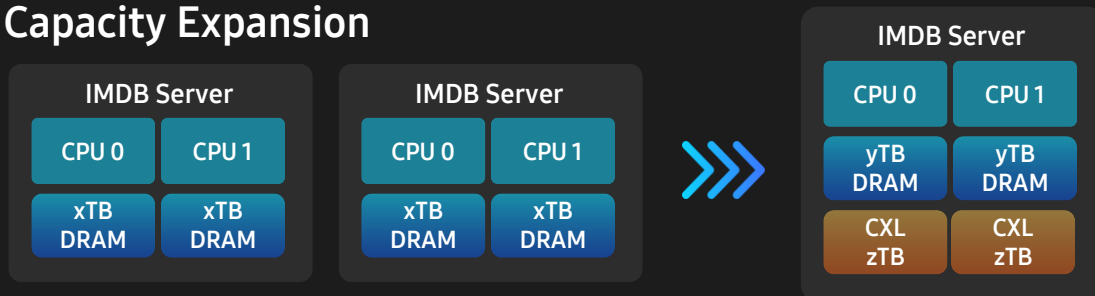 Capacity Expansion
IMDB Server
CPU 0
CPU 1
xTB
DRAM
xTB
DRAM
IMDB Server
CPU 0
CPU 1
xTB
DRAM
xTB
DRAM
IMDB Server
CPU 0
CPU 1
yTB
DRAM
yTB
DRAM
CXL
zTB
CXL
zTB